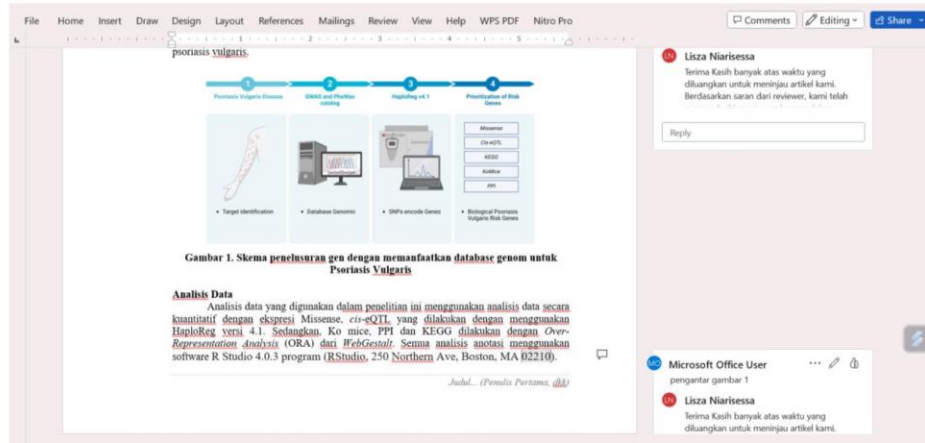 File Home Insert Draw Design Layout References Mailings Review View Help WPS PDF Nitro Pro
Comments Editing Share
psoriasis vulgaris.
1 2 3 4
Psoriasis Vulgaris Disease
GWAS and PheWas catalog
HaploReg v4.1
Prioritization of Risk Genes
Missense
Cis-eQTL
KEGG
KoMice
PPI
• Target Identification
• Database Genomic
• SNPs encode Genes
• Biological Psoriasis Vulgaris Risk Genes
Gambar 1. Skema penelusuran gen dengan memanfaatkan database genom untuk
Psoriasis Vulgaris
Analisis Data
Analisis data yang digunakan dalam penelitian ini menggunakan analisis data secara
kuantitatif dengan ekspresi Missense, cis-eQTL yang dilakukan dengan menggunakan
HaploReg versi 4.1. Sedangkan, Ko mice, PPI dan KEGG dilakukan dengan Over-
Representation Analysis (ORA) dari WebGestalt. Semua analisis anotasi menggunakan
software R Studio 4.0.3 program (RStudio, 250 Northern Ave, Boston, MA 02210).
Judul... (Penulis Pertama, dkk)
LN Lisza Niarisessa
Terima Kasih banyak atas waktu yang
diluangkan untuk meninjau artikel kami.
Berdasarkan saran dari reviewer, kami telah
Reply
MO Microsoft Office User
pengantar gambar 1
LN Lisza Niarisessa
Terima Kasih banyak atas waktu yang
diluangkan untuk meninjau artikel kami.